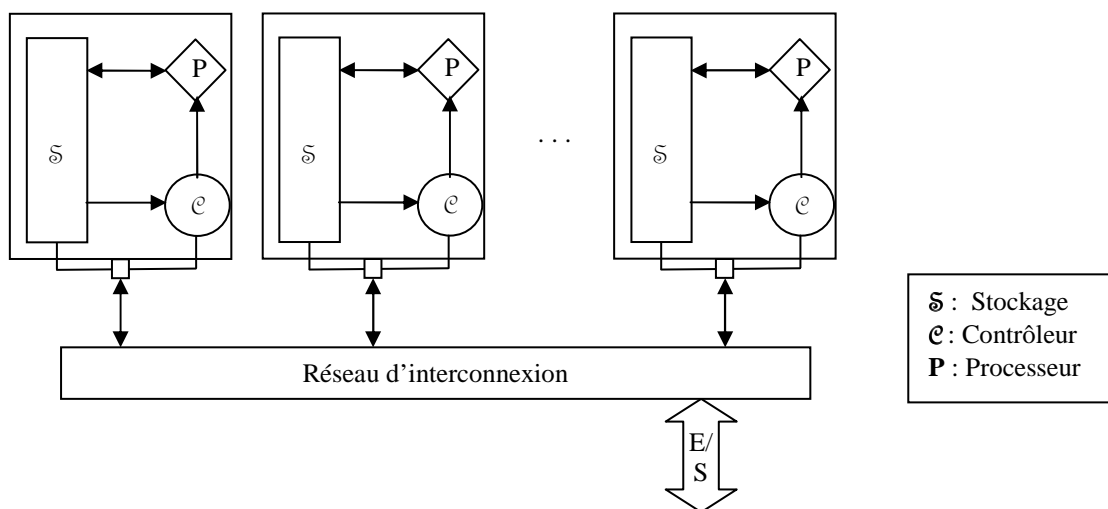 P
P
P
𝕊
𝕊
. . .
𝕊
𝒞
𝒞
𝒞
𝕊 : Stockage
𝒞 : Contrôleur
P : Processeur
Réseau d’interconnexion
E/
S